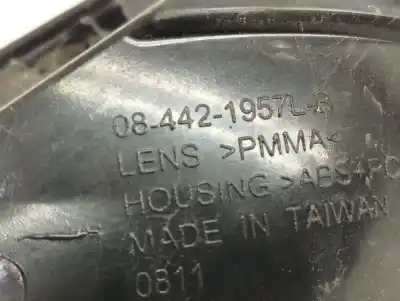 08-442-1957L-B
LENS >PMMA<
HOUSING >ABS+PC
MADE IN TAIWAN
0811